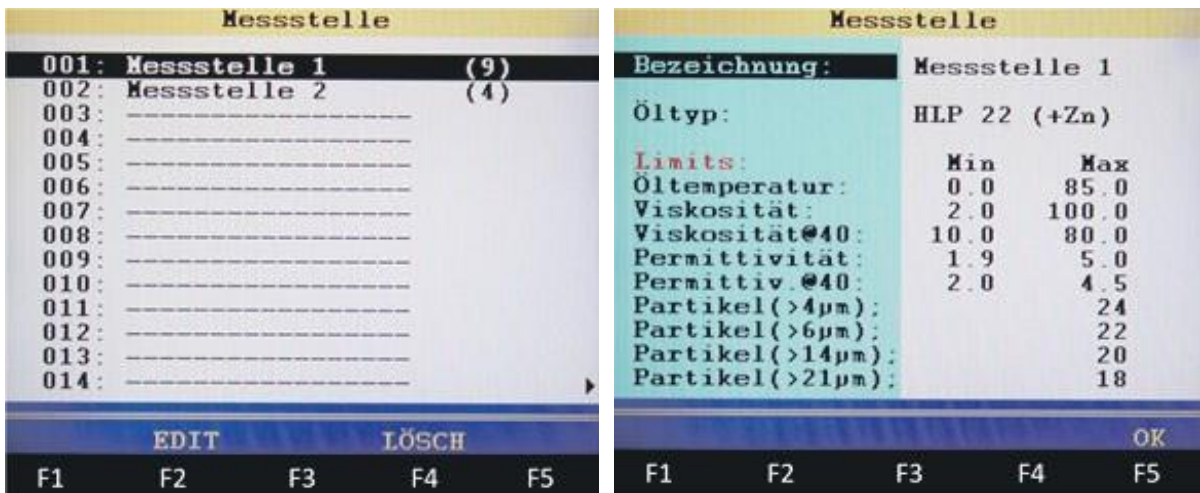 Messstelle
001: Messstelle 1 (9)
002: Messstelle 2 (4)
003: ------------------
004: ------------------
005: ------------------
006: ------------------
007: ------------------
008: ------------------
009: ------------------
010: ------------------
011: ------------------
012: ------------------
013: ------------------
014: ------------------
EDIT LÖSCH
F1 F2 F3 F4 F5
Messstelle
Bezeichnung: Messstelle 1
Öltyp: HLP 22 (+Zn)
Limits: Min Max
Öltemperatur: 0.0 85.0
Viskosität: 2.0 100.0
Viskosität@40: 10.0 80.0
Permittivität: 1.9 5.0
Permittiv.@40: 2.0 4.5
Partikel(>4µm): 24
Partikel(>6µm): 22
Partikel(>14µm): 20
Partikel(>21µm): 18
OK
F1 F2 F3 F4 F5